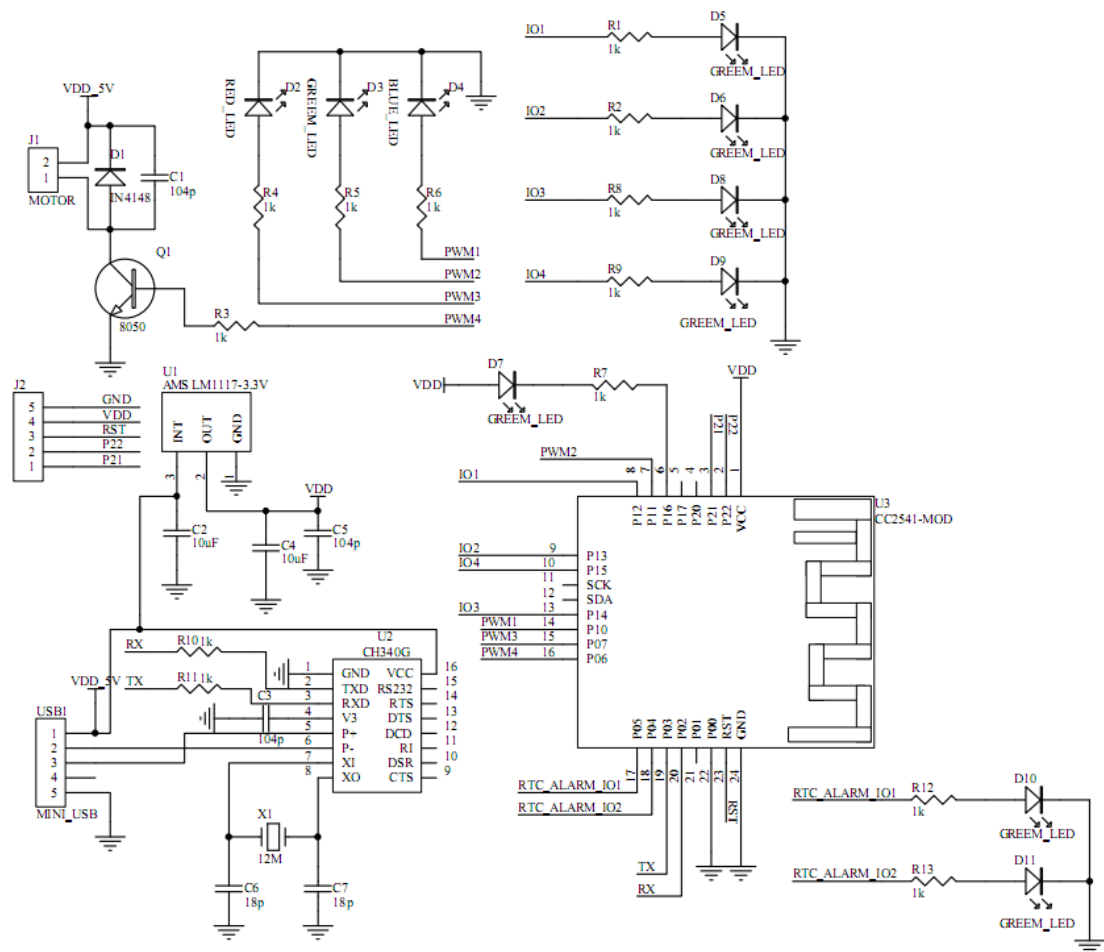 VDD_5V
J1
2
1
MOTOR
D1
IN4148
C1
104p
Q1
8050
RED_LED
D2
GREEM_LED
D3
BLUE_LED
D4
R4
1k
R5
1k
R6
1k
PWM1
PWM2
PWM3
PWM4
R3
1k
IO1
R1
1k
D5
GREEM_LED
IO2
R2
1k
D6
GREEM_LED
IO3
R8
1k
D8
GREEM_LED
IO4
R9
1k
D9
GREEM_LED
J2
5
4
3
2
1
GND
VDD
RST
P22
P21
U1
AMS LM1117-3.3V
INT
OUT
GND
3
2
1
VDD
C2
10uF
C4
10uF
C5
104p
VDD
D7
GREEM_LED
R7
1k
VDD
P21
P22
PWM2
IO1
8
7
6
5
4
3
2
1
P12
P11
P16
P17
P20
P21
P22
VCC
U3
CC2541-MOD
IO2
9
P13
IO4
10
P15
11
SCK
12
SDA
IO3
13
P14
PWM1
14
P10
PWM3
15
P07
PWM4
16
P06
P05
P04
P03
P02
P01
P00
RST
GND
17
18
19
20
21
22
23
24
RTC_ALARM_IO1
RTC_ALARM_IO2
RST
TX
RX
RX
R10
1k
TX
R11
1k
VDD_5V
C3
104p
U2
CH340G
1
GND
VCC
16
2
TXD
RS232
15
3
RXD
RTS
14
4
V3
DTS
13
5
P+
DCD
12
6
P-
RI
11
7
XI
DSR
10
8
XO
CTS
9
USB1
1
2
3
4
5
MINI_USB
X1
12M
C6
18p
C7
18p
RTC_ALARM_IO1
R12
1k
D10
GREEM_LED
RTC_ALARM_IO2
R13
1k
D11
GREEM_LED